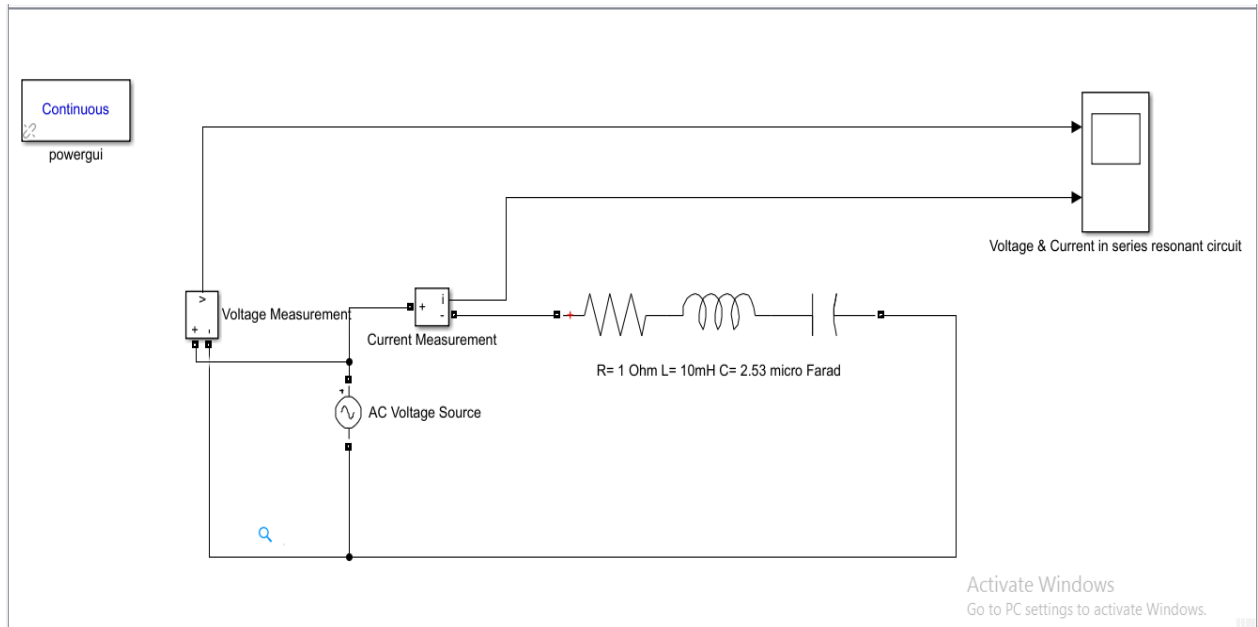 Continuous
powergui
Voltage & Current in series resonant circuit
Voltage Measurement
+ -
+ i
-
Current Measurement
+
R= 1 Ohm L= 10mH C= 2.53 micro Farad
+
AC Voltage Source
Activate Windows
Go to PC settings to activate Windows.